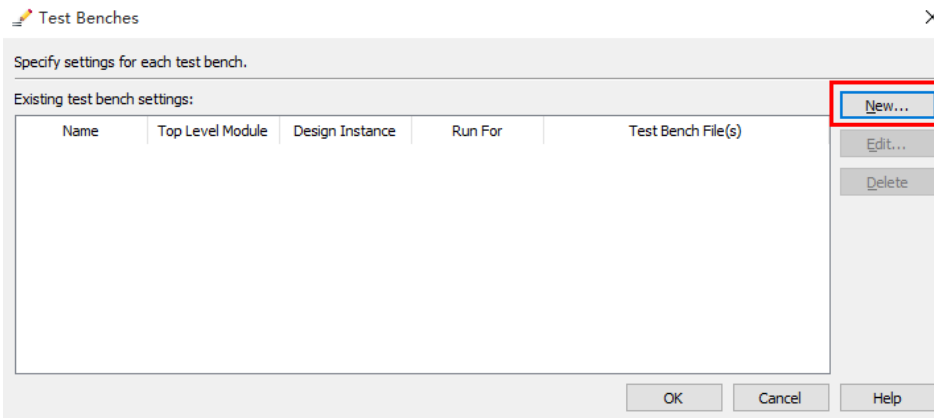 Test Benches
Specify settings for each test bench.
Existing test bench settings:
New...
Name Top Level Module Design Instance Run For Test Bench File(s)
Edit...
Delete
OK Cancel Help